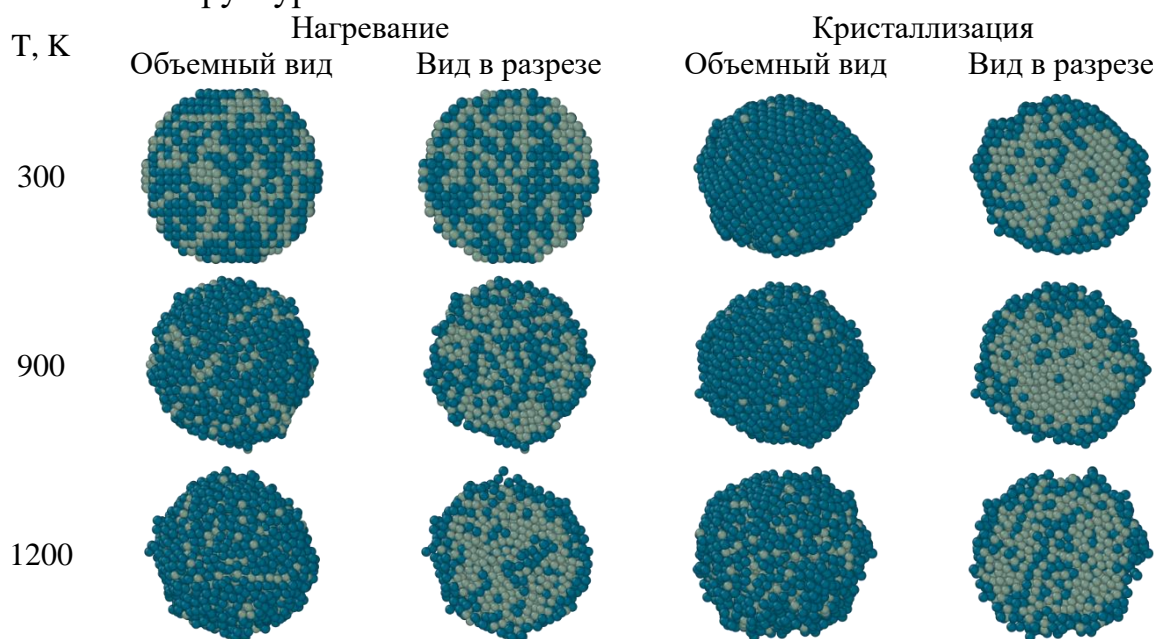 Нагревание Кристаллизация
T, K
Объемный вид Вид в разрезе Объемный вид Вид в разрезе
300
900
1200